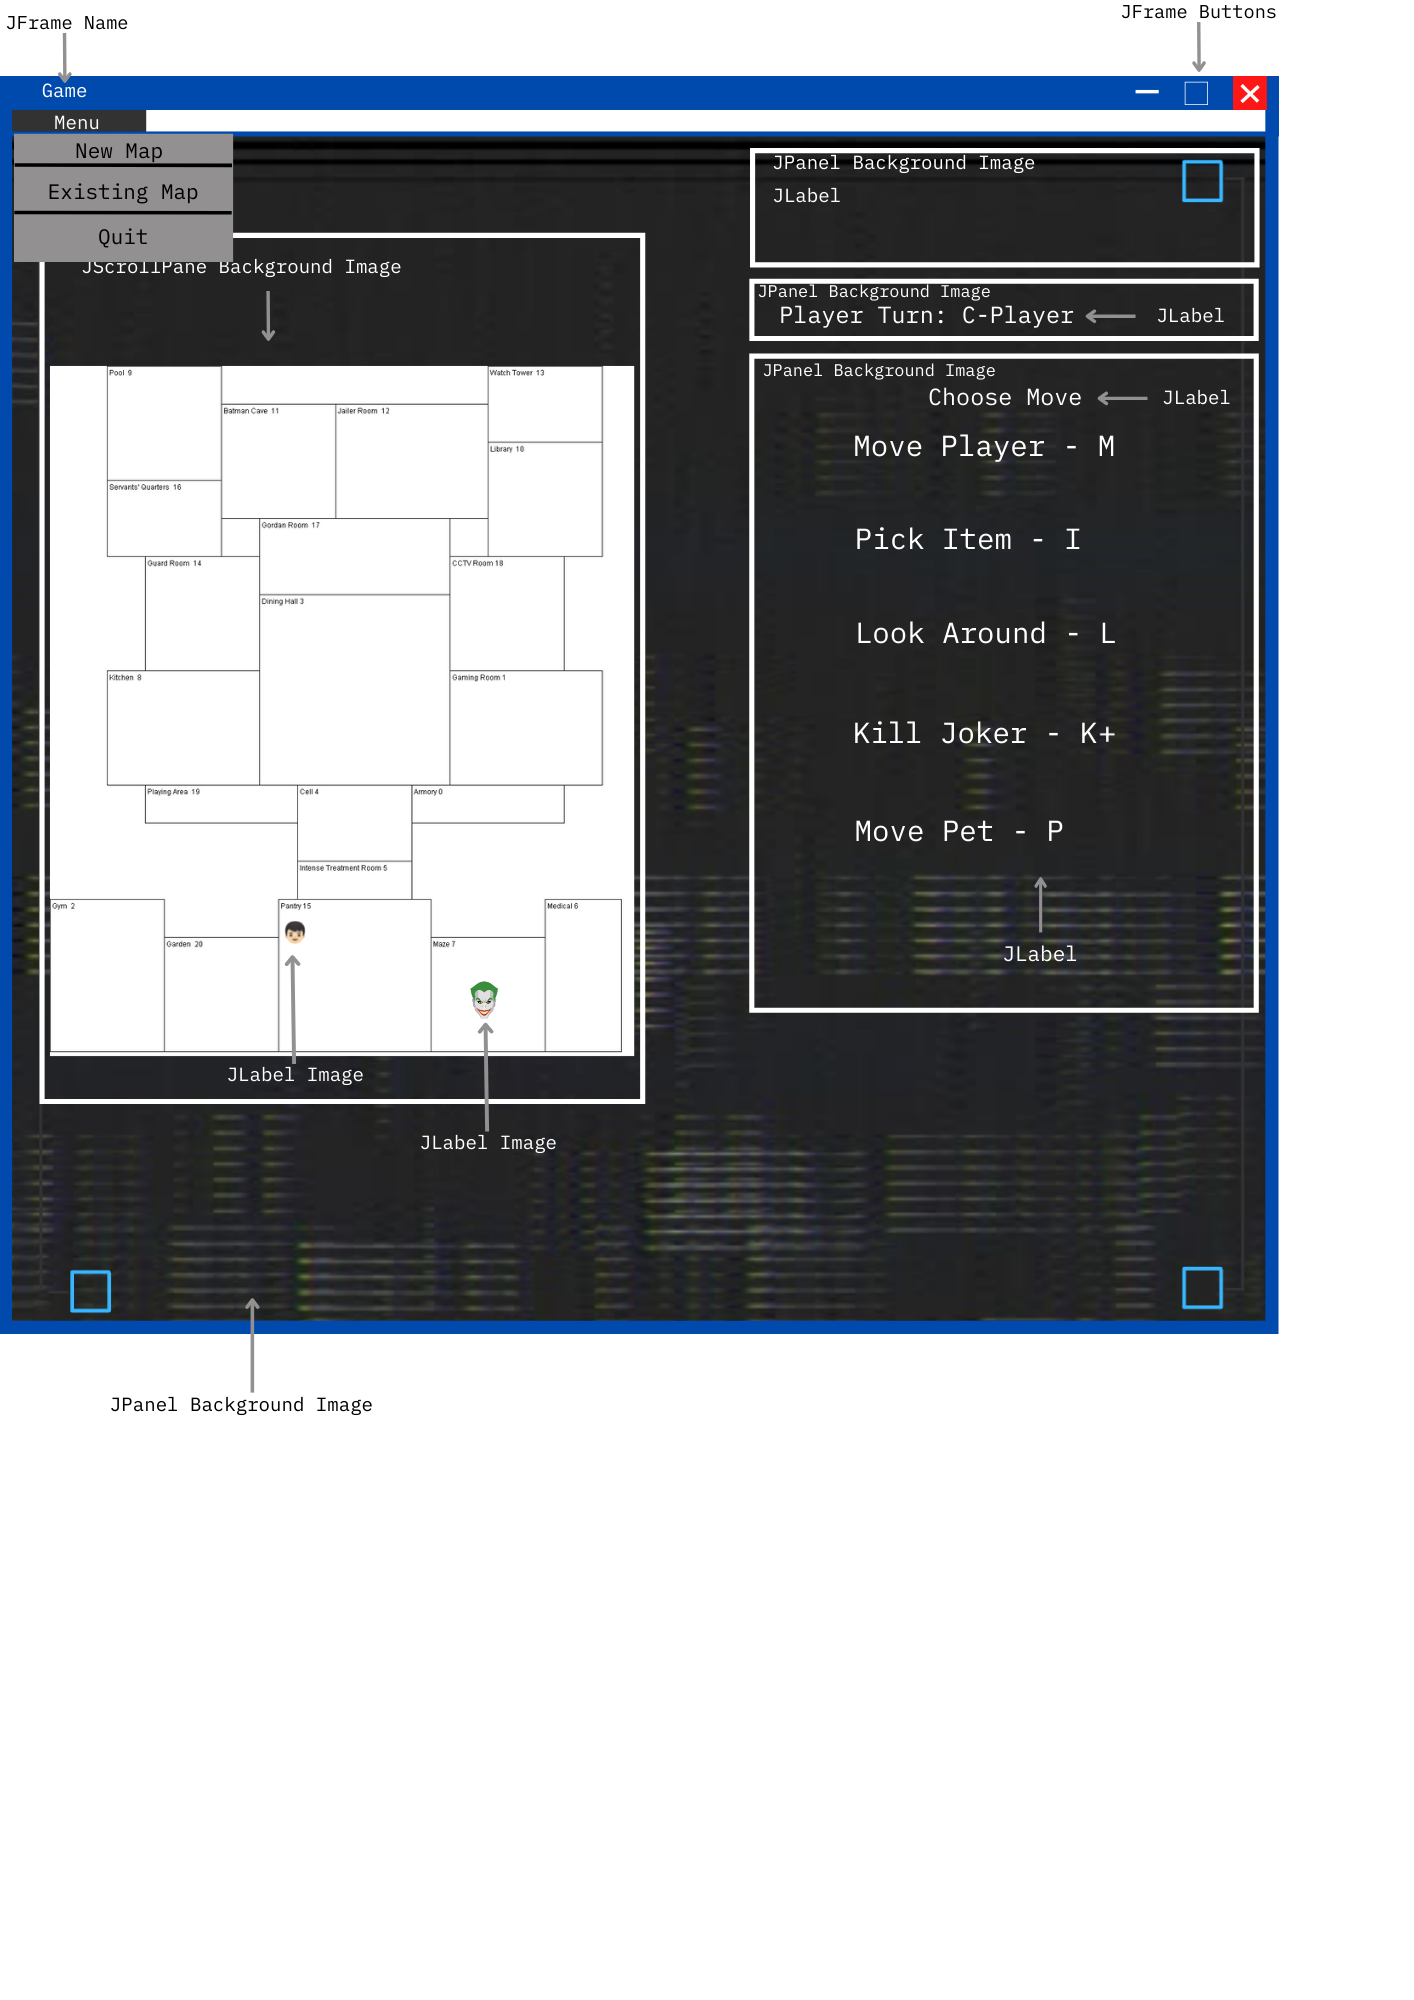 JFrame Name
JFrame Buttons
Game
Menu
New Map
Existing Map
Quit
JScrollPane Background Image
JPanel Background Image
JLabel
JPanel Background Image
Player Turn: C-Player
JLabel
JPanel Background Image
Choose Move
JLabel
Move Player - M
Pick Item - I
Look Around - L
Kill Joker - K+
Move Pet - P
JLabel
Pool 9
Watch Tower 13
Batman Cave 11
Jailer Room 12
Library 10
Servants' Quarters 16
Gordan Room 17
Guard Room 14
CCTV Room 18
Dining Hall 3
Kitchen 8
Gaming Room 1
Playing Area 19
Cell 4
Armory 0
Intense Treatment Room 5
Gym 2
Pantry 15
Medical 6
Garden 20
Maze 7
JLabel Image
JLabel Image
JPanel Background Image